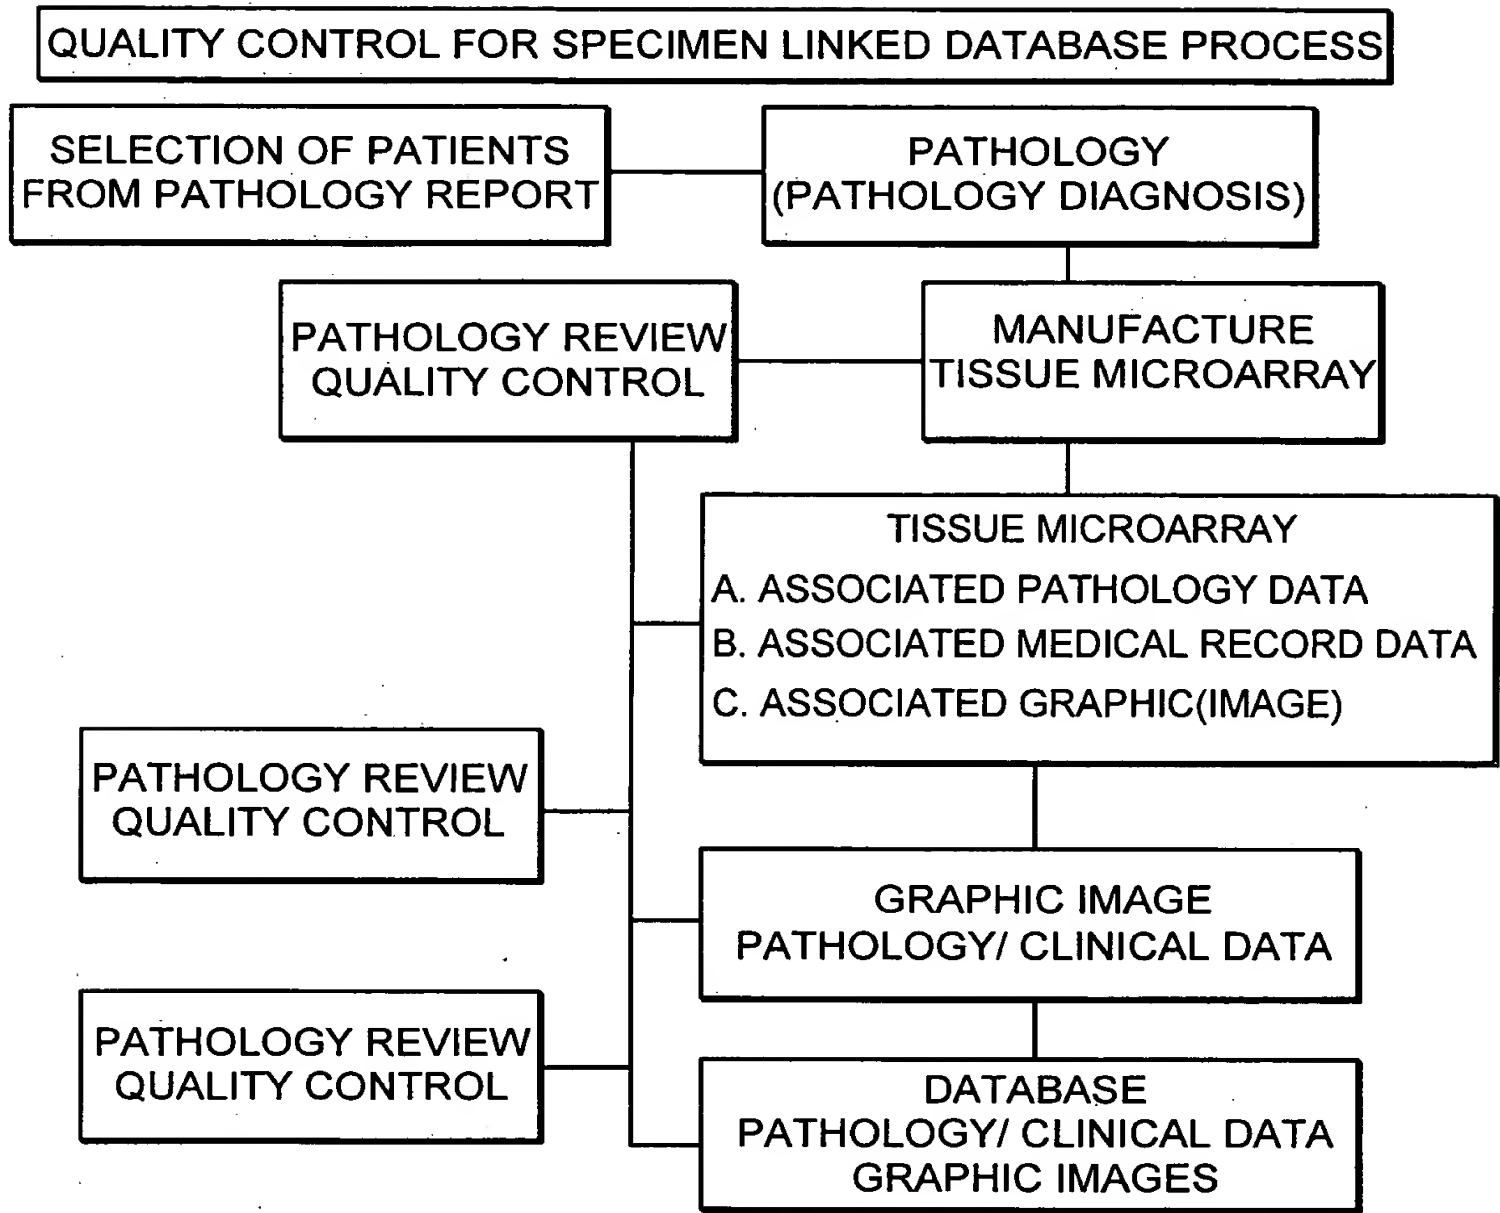 QUALITY CONTROL FOR SPECIMEN LINKED DATABASE PROCESS
SELECTION OF PATIENTS
FROM PATHOLOGY REPORT
PATHOLOGY
(PATHOLOGY DIAGNOSIS)
PATHOLOGY REVIEW
QUALITY CONTROL
MANUFACTURE
TISSUE MICROARRAY
TISSUE MICROARRAY
A. ASSOCIATED PATHOLOGY DATA
B. ASSOCIATED MEDICAL RECORD DATA
C. ASSOCIATED GRAPHIC(IMAGE)
PATHOLOGY REVIEW
QUALITY CONTROL
GRAPHIC IMAGE
PATHOLOGY/ CLINICAL DATA
PATHOLOGY REVIEW
QUALITY CONTROL
DATABASE
PATHOLOGY/ CLINICAL DATA
GRAPHIC IMAGES